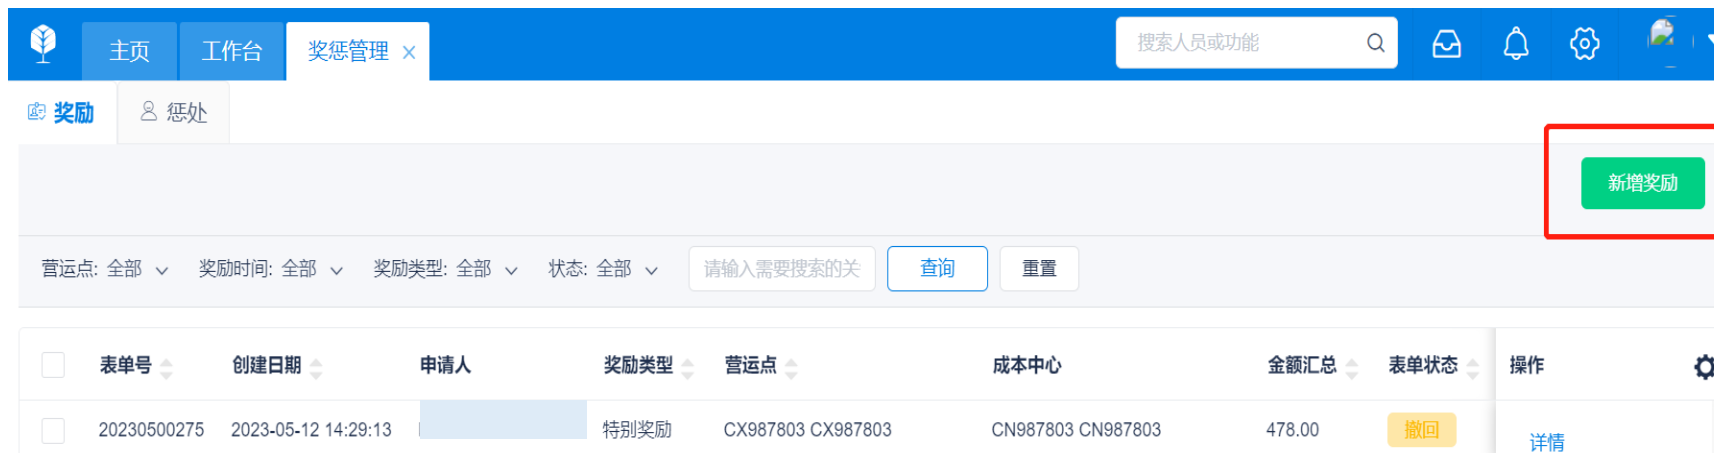 主页 工作台 奖惩管理 × 搜索人员或功能
奖励 惩处
新增奖励
营运点: 全部 奖励时间: 全部 奖励类型: 全部 状态: 全部 请输入需要搜索的关 查询 重置
表单号 创建日期 申请人 奖励类型 营运点 成本中心 金额汇总 表单状态 操作
20230500275 2023-05-12 14:29:13 特别奖励 CX987803 CX987803 CN987803 CN987803 478.00 撤回 详情